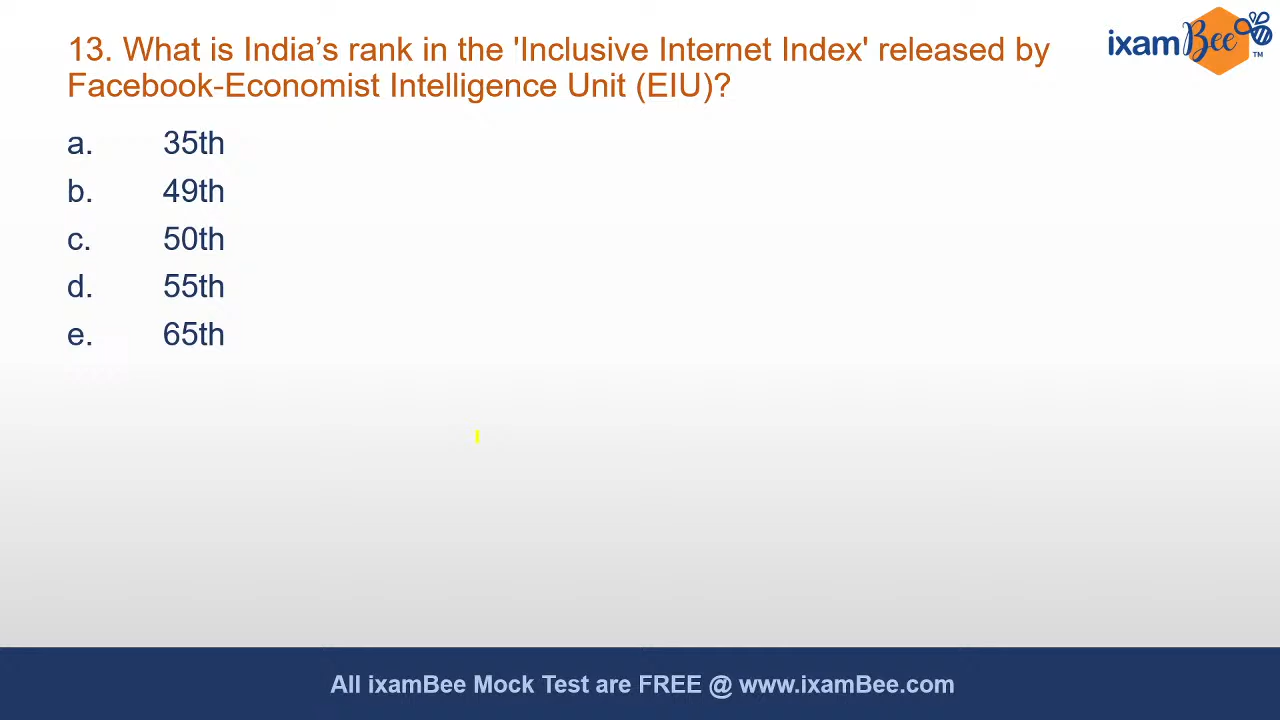 13. What is India’s rank in the 'Inclusive Internet Index' released by
Facebook-Economist Intelligence Unit (EIU)?
a. 35th
b. 49th
c. 50th
d. 55th
e. 65th
ixamBee™
All ixamBee Mock Test are FREE @ www.ixamBee.com